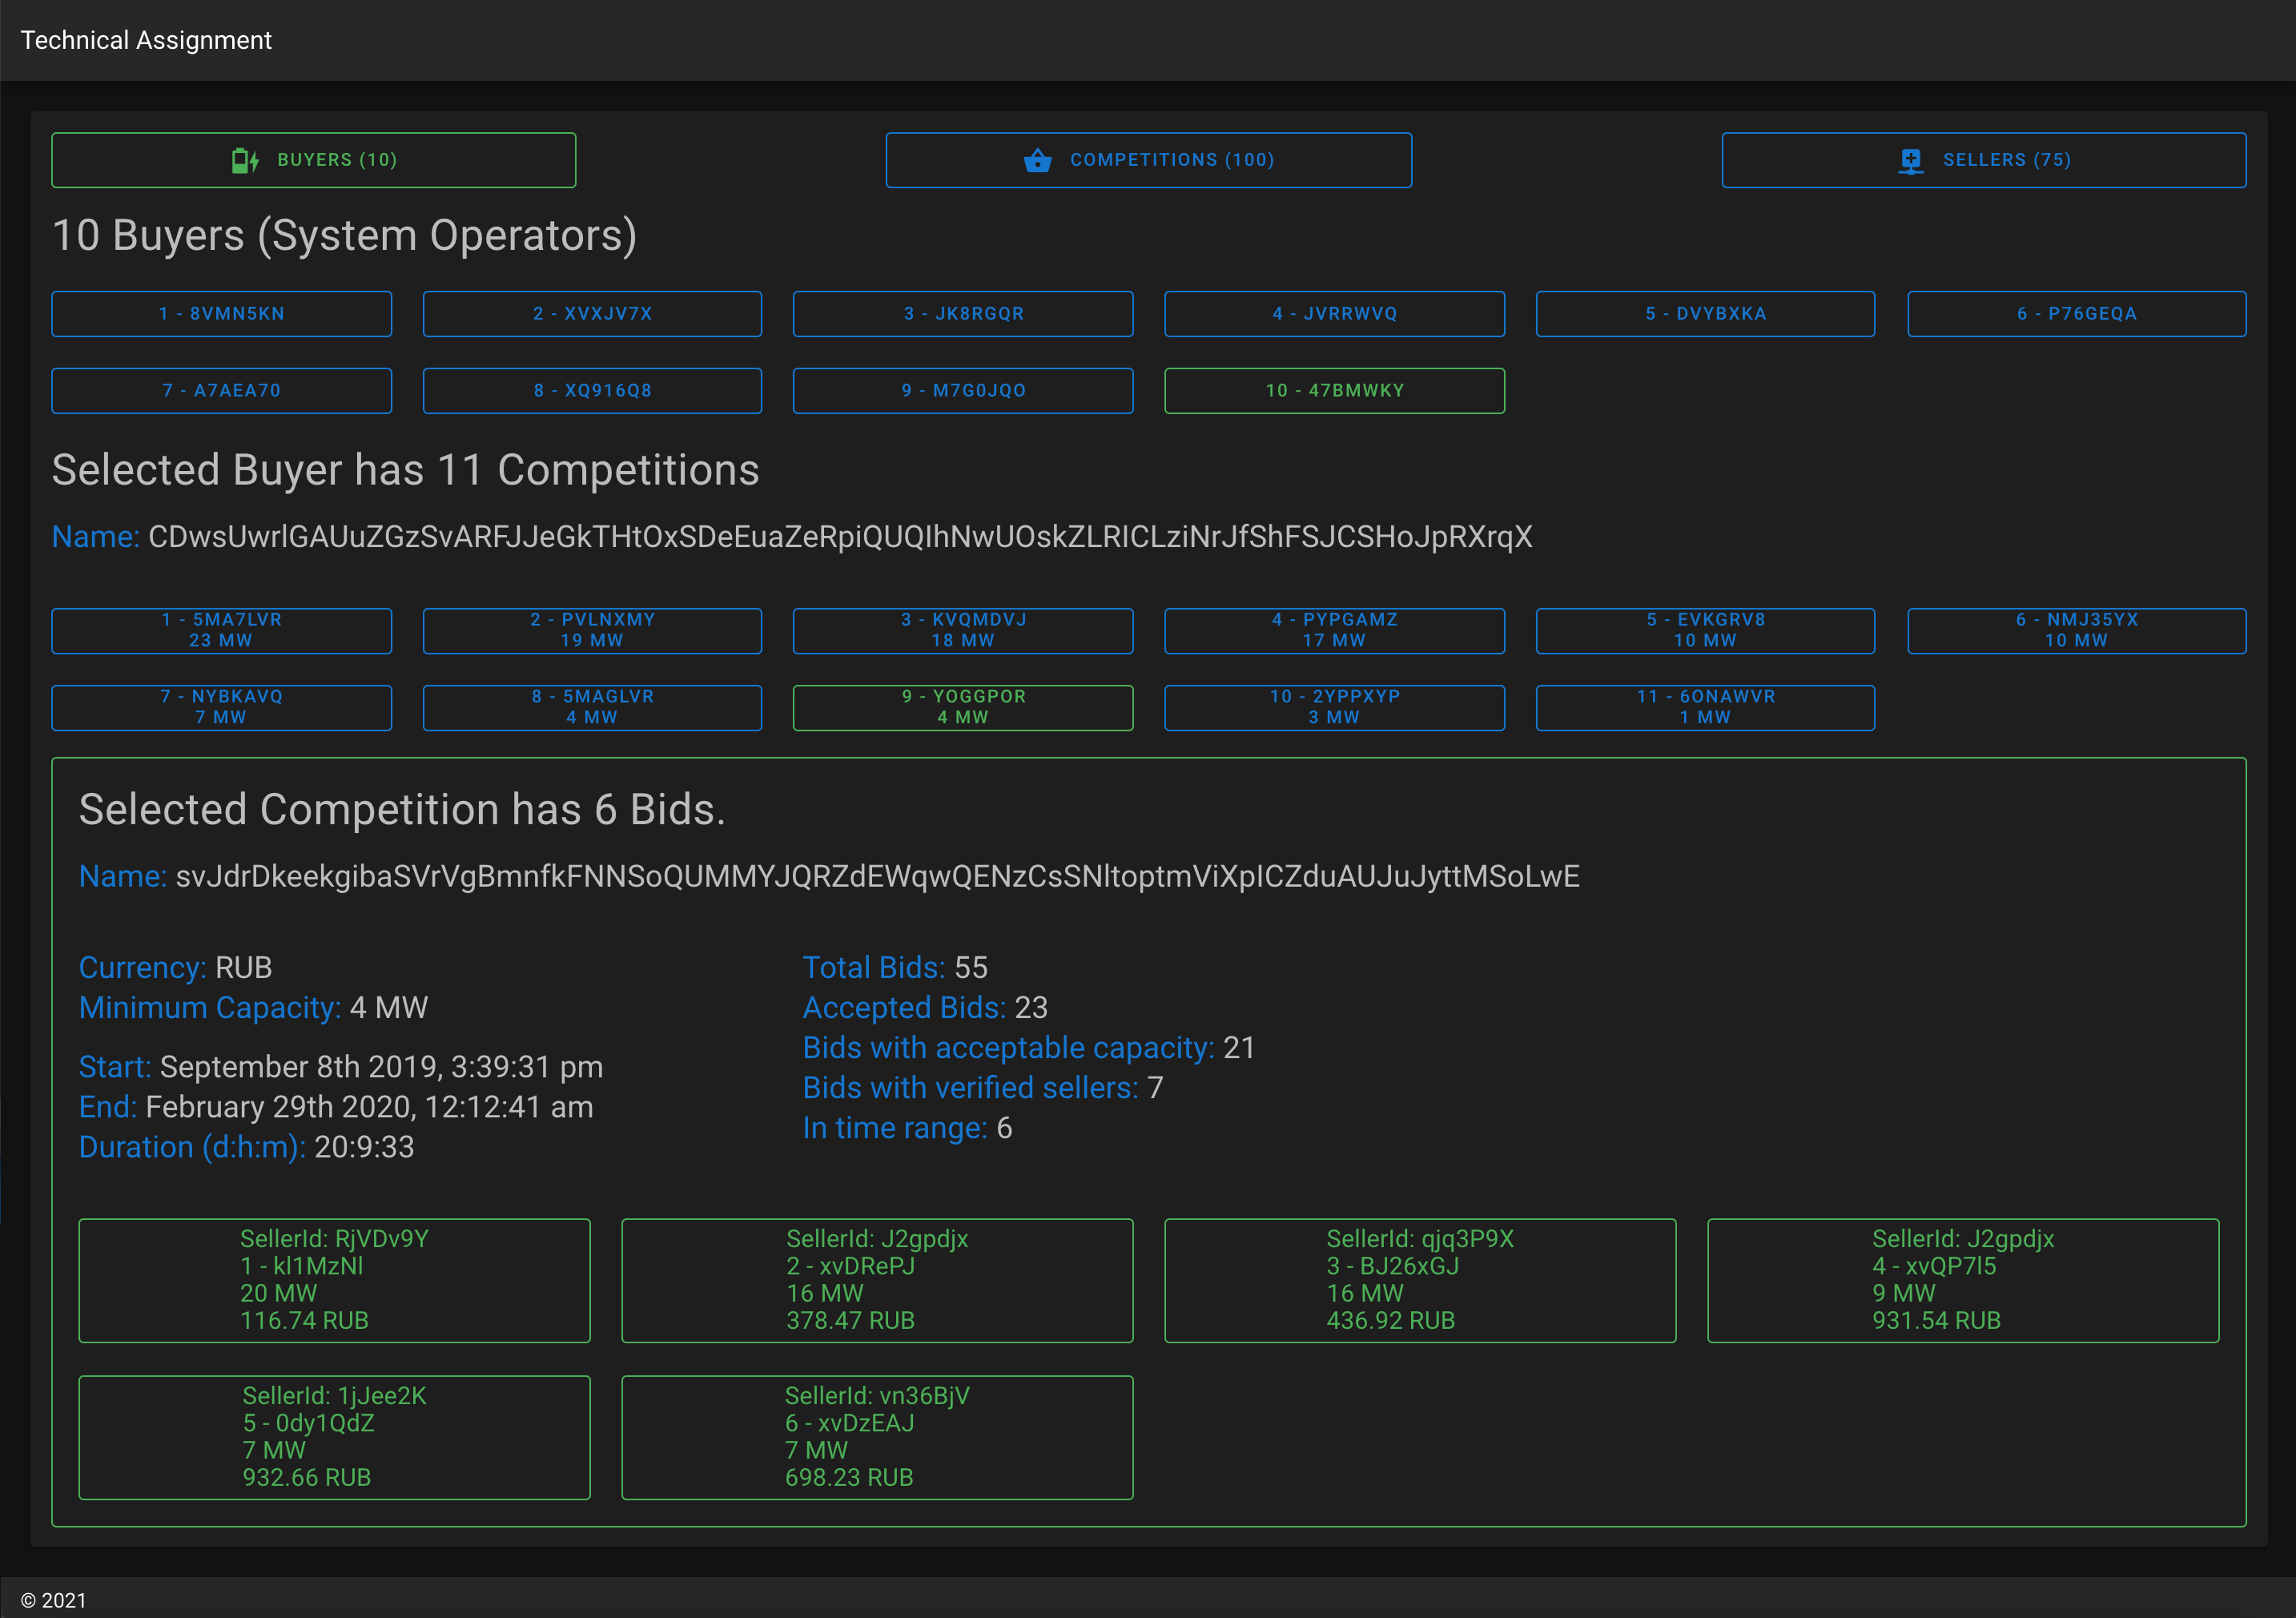 Technical Assignment
BUYERS (10)
COMPETITIONS (100)
SELLERS (75)
10 Buyers (System Operators)
1 - 8VMN5KN
2 - XVXJV7X
3 - JK8RGQR
4 - JVRRWVQ
5 - DVYBXKA
6 - P76GEQA
7 - A7AEA70
8 - XQ916Q8
9 - M7G0JQO
10 - 47BMWKY
Selected Buyer has 11 Competitions
Name: CDwsUwrlGAUuZGzSvARFJJeGkTHtOxSDeEuaZeRpiQUQIhNwUOskZLRICLziNrJfShFSJCSHoJpRXrqX
1 - 5MA7LVR
23 MW
2 - PVLNXMY
19 MW
3 - KVQMDVJ
18 MW
4 - PYPGAMZ
17 MW
5 - EVKGRV8
10 MW
6 - NMJ35YX
10 MW
7 - NYBKAVQ
7 MW
8 - 5MAGLVR
4 MW
9 - YOGGPOR
4 MW
10 - 2YPPXYP
3 MW
11 - 6ONAWVR
1 MW
Selected Competition has 6 Bids.
Name: svJdrDkeekgibaSVrVgBmnfkFNNSoQUMMYJQRZdEWqwQENzCsSNltoptmViXpICZduAUJuJyttMSoLwE
Currency: RUB
Minimum Capacity: 4 MW
Start: September 8th 2019, 3:39:31 pm
End: February 29th 2020, 12:12:41 am
Duration (d:h:m): 20:9:33
Total Bids: 55
Accepted Bids: 23
Bids with acceptable capacity: 21
Bids with verified sellers: 7
In time range: 6
SellerId: RjVDv9Y
1 - kl1MzNl
20 MW
116.74 RUB
SellerId: J2gpdjx
2 - xvDRePJ
16 MW
378.47 RUB
SellerId: qjq3P9X
3 - BJ26xGJ
16 MW
436.92 RUB
SellerId: J2gpdjx
4 - xvQP7l5
9 MW
931.54 RUB
SellerId: 1jJee2K
5 - 0dy1QdZ
7 MW
932.66 RUB
SellerId: vn36BjV
6 - xvDzEAJ
7 MW
698.23 RUB
© 2021